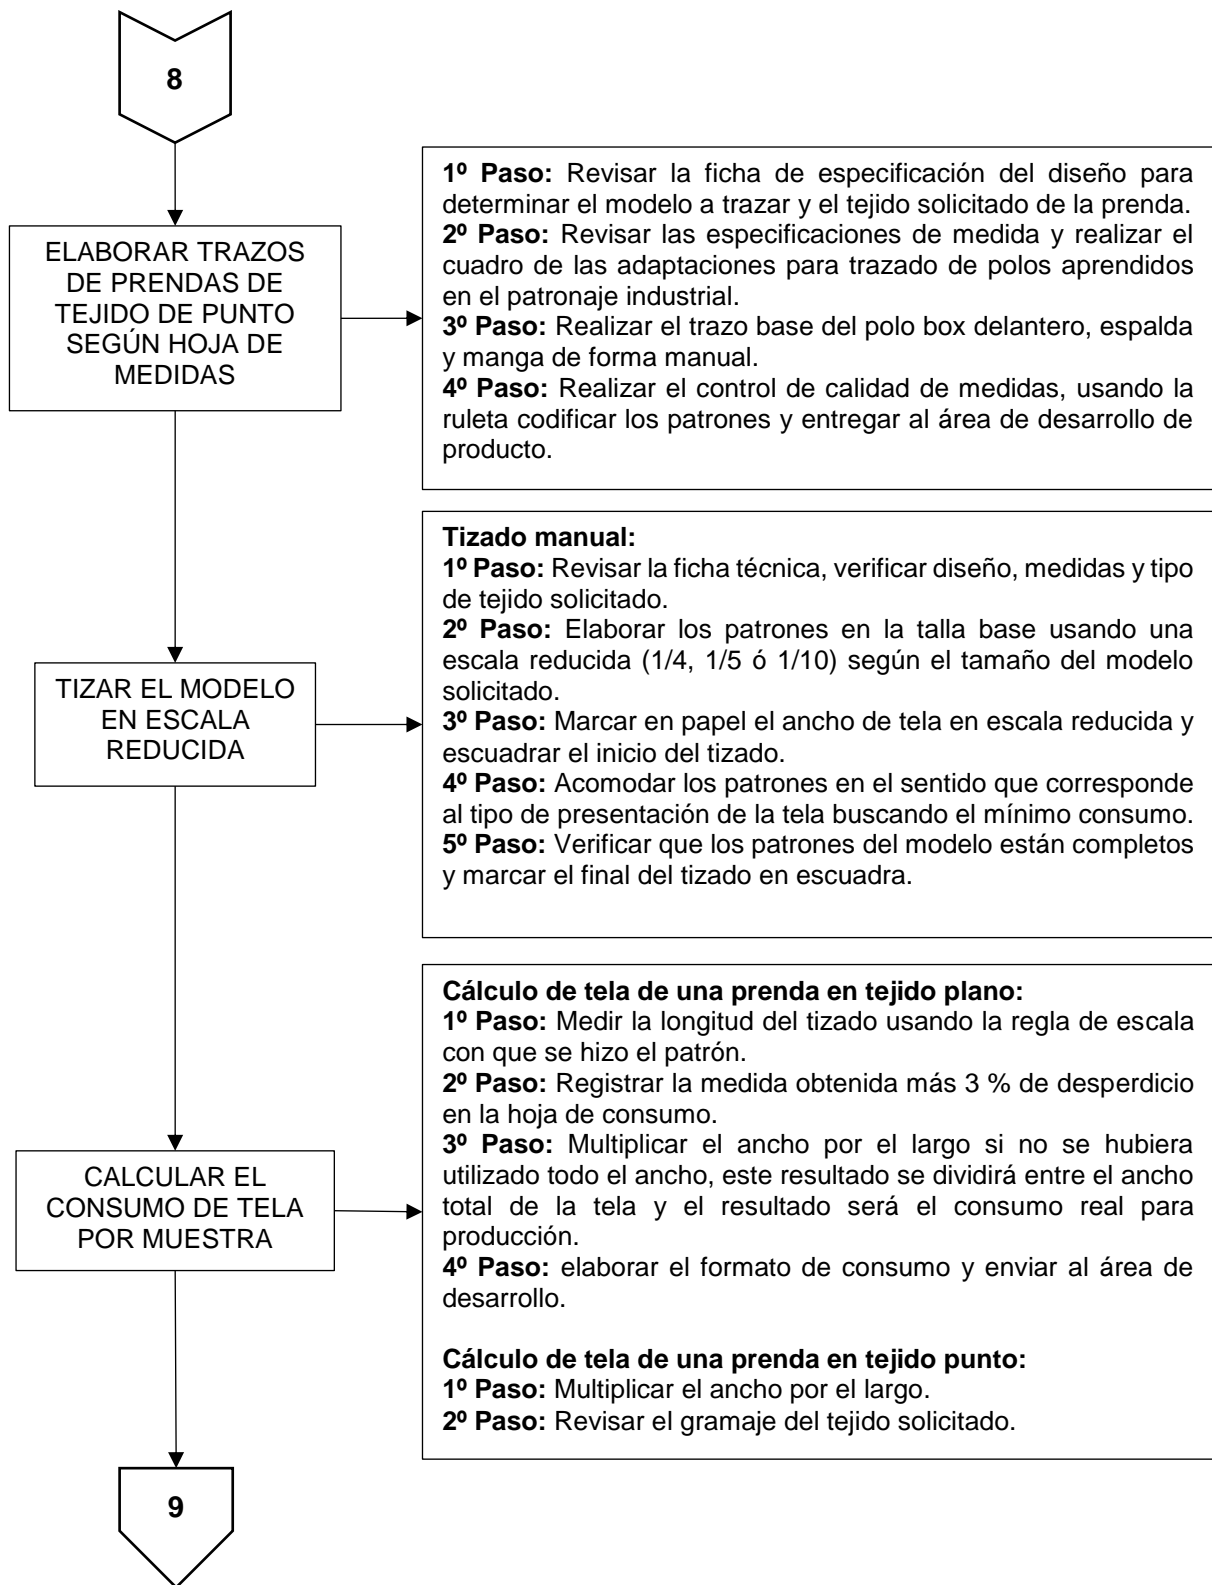 8
ELABORAR TRAZOS
DE PRENDAS DE
TEJIDO DE PUNTO
SEGÚN HOJA DE
MEDIDAS
1º Paso: Revisar la ficha de especificación del diseño para
determinar el modelo a trazar y el tejido solicitado de la prenda.
2º Paso: Revisar las especificaciones de medida y realizar el
cuadro de las adaptaciones para trazado de polos aprendidos
en el patronaje industrial.
3º Paso: Realizar el trazo base del polo box delantero, espalda
y manga de forma manual.
4º Paso: Realizar el control de calidad de medidas, usando la
ruleta codificar los patrones y entregar al área de desarrollo de
producto.
TIZAR EL MODELO
EN ESCALA
REDUCIDA
Tizado manual:
1º Paso: Revisar la ficha técnica, verificar diseño, medidas y tipo
de tejido solicitado.
2º Paso: Elaborar los patrones en la talla base usando una
escala reducida (1/4, 1/5 ó 1/10) según el tamaño del modelo
solicitado.
3º Paso: Marcar en papel el ancho de tela en escala reducida y
escuadrar el inicio del tizado.
4º Paso: Acomodar los patrones en el sentido que corresponde
al tipo de presentación de la tela buscando el mínimo consumo.
5º Paso: Verificar que los patrones del modelo están completos
y marcar el final del tizado en escuadra.
CALCULAR EL
CONSUMO DE TELA
POR MUESTRA
Cálculo de tela de una prenda en tejido plano:
1º Paso: Medir la longitud del tizado usando la regla de escala
con que se hizo el patrón.
2º Paso: Registrar la medida obtenida más 3 % de desperdicio
en la hoja de consumo.
3º Paso: Multiplicar el ancho por el largo si no se hubiera
utilizado todo el ancho, este resultado se dividirá entre el ancho
total de la tela y el resultado será el consumo real para
producción.
4º Paso: elaborar el formato de consumo y enviar al área de
desarrollo.
Cálculo de tela de una prenda en tejido punto:
1º Paso: Multiplicar el ancho por el largo.
2º Paso: Revisar el gramaje del tejido solicitado.
9